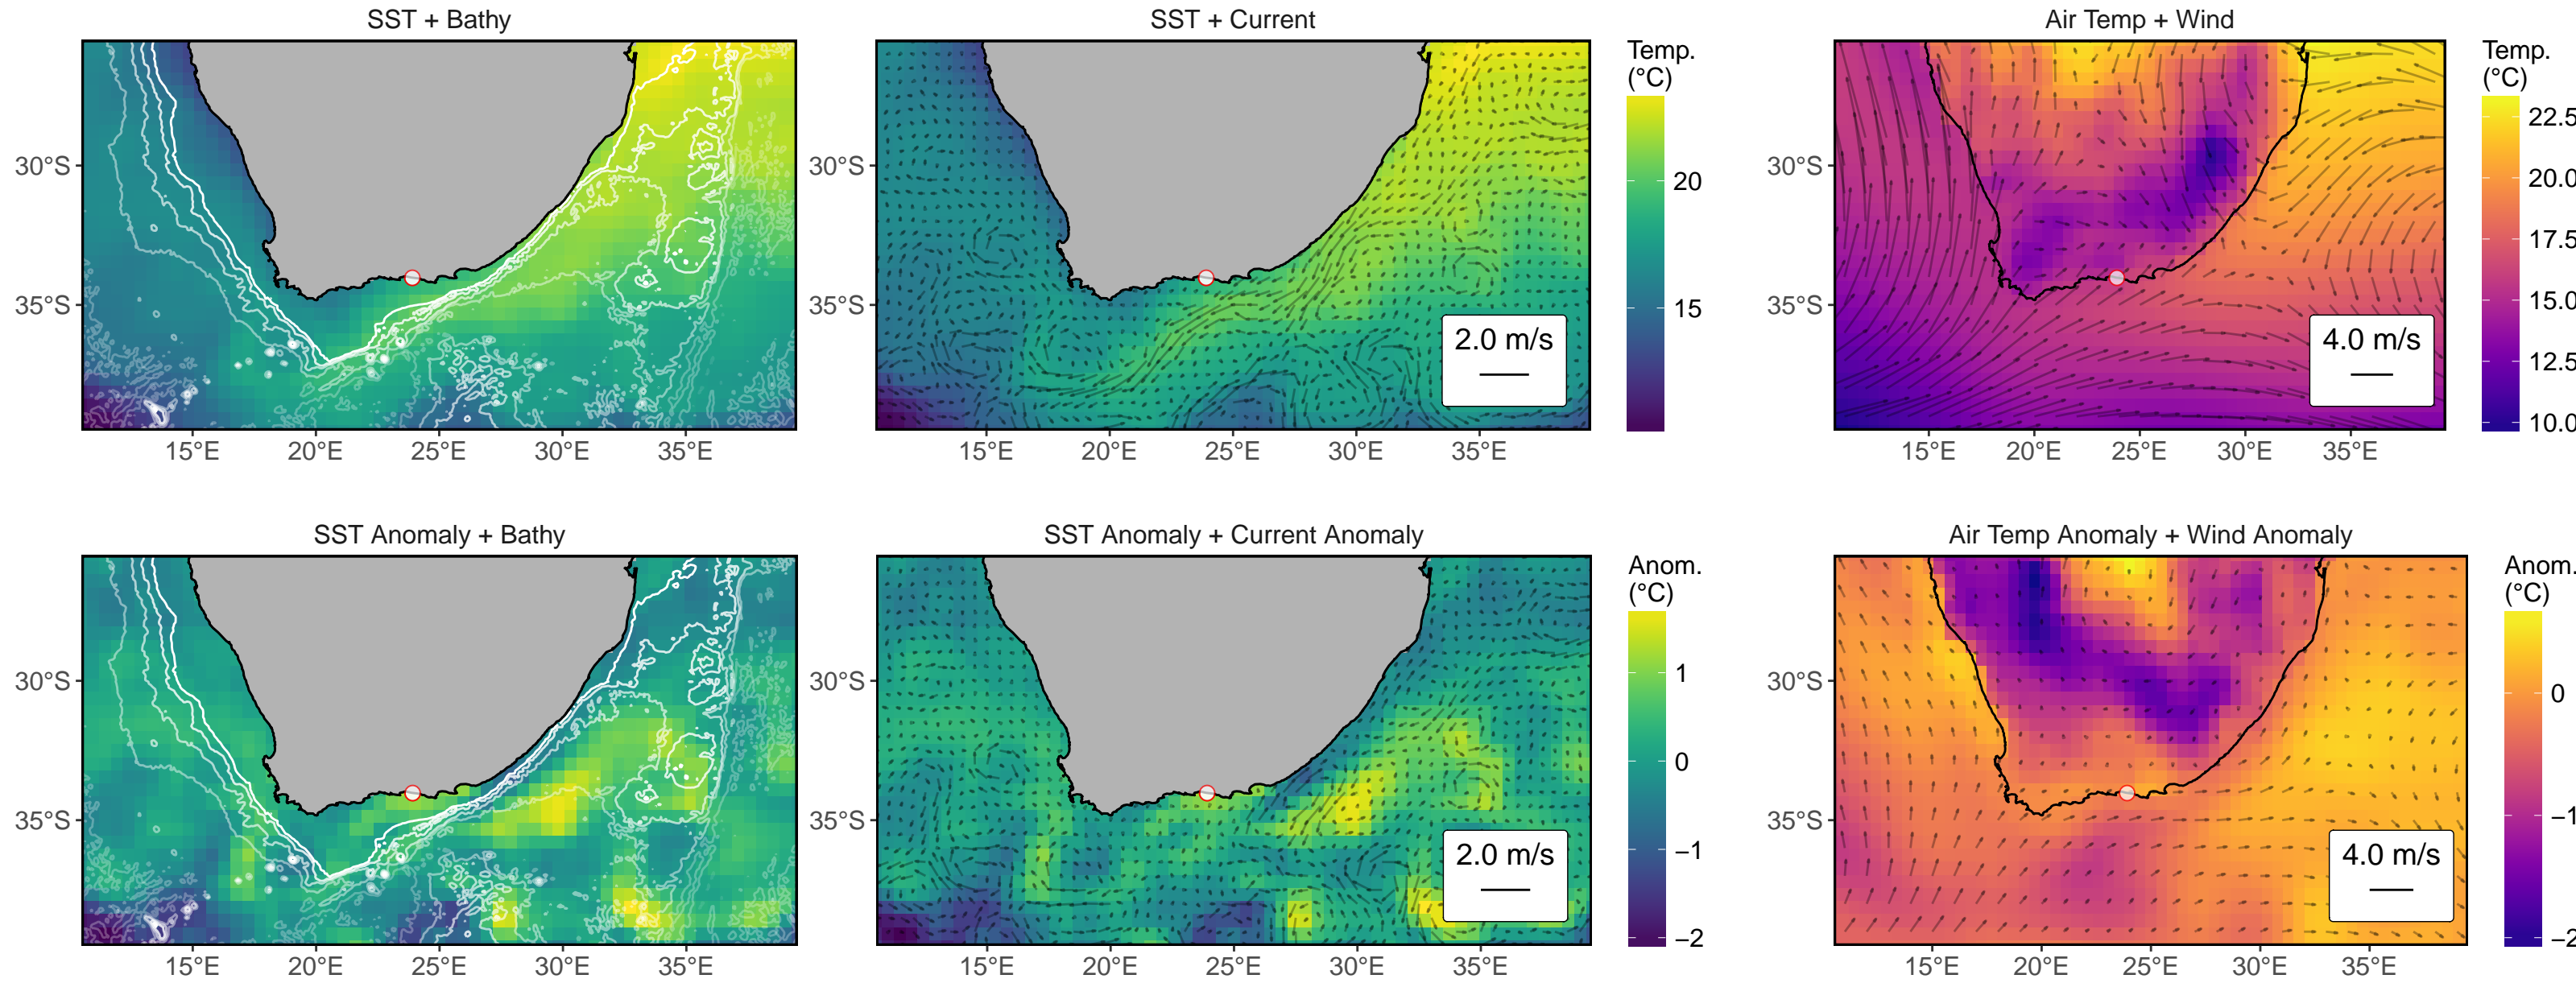 SST + Bathy
30°S
35°S
15°E 20°E 25°E 30°E 35°E
SST + Current
30°S
35°S
2.0 m/s
15°E 20°E 25°E 30°E 35°E
Temp.
(°C)
20
15
Air Temp + Wind
30°S
35°S
4.0 m/s
15°E 20°E 25°E 30°E 35°E
Temp.
(°C)
22.5
20.0
17.5
15.0
12.5
10.0
SST Anomaly + Bathy
30°S
35°S
15°E 20°E 25°E 30°E 35°E
SST Anomaly + Current Anomaly
30°S
35°S
2.0 m/s
15°E 20°E 25°E 30°E 35°E
Anom.
(°C)
1
0
−1
−2
Air Temp Anomaly + Wind Anomaly
30°S
35°S
4.0 m/s
15°E 20°E 25°E 30°E 35°E
Anom.
(°C)
0
−1
−2